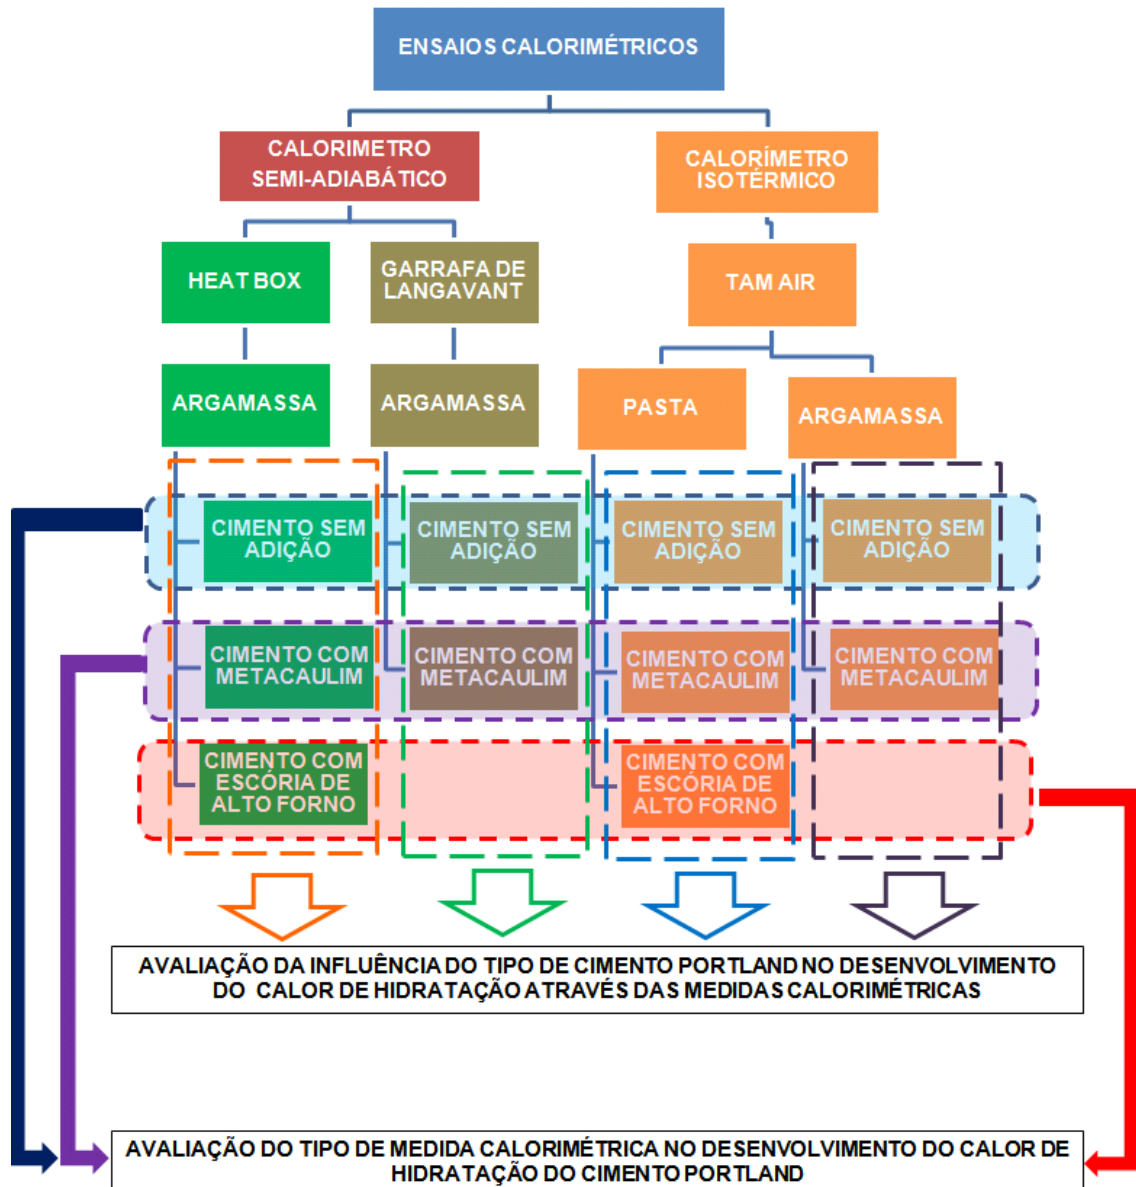 ENSAIOS CALORIMÉTRICOS
CALORIMETRO
SEMI-ADIABÁTICO
CALORÍMETRO
ISOTÉRMICO
HEAT BOX
GARRAFA DE
LANGAVANT
TAM AIR
ARGAMASSA
ARGAMASSA
PASTA
ARGAMASSA
CIMENTO SEM
ADIÇÃO
CIMENTO SEM
ADIÇÃO
CIMENTO SEM
ADIÇÃO
CIMENTO SEM
ADIÇÃO
CIMENTO COM
METACAULIM
CIMENTO COM
METACAULIM
CIMENTO COM
METACAULIM
CIMENTO COM
METACAULIM
CIMENTO COM
ESCÓRIA DE
ALTO FORNO
CIMENTO COM
ESCÓRIA DE
ALTO FORNO
AVALIAÇÃO DA INFLUÊNCIA DO TIPO DE CIMENTO PORTLAND NO DESENVOLVIMENTO
DO CALOR DE HIDRATAÇÃO ATRAVÉS DAS MEDIDAS CALORIMÉTRICAS
AVALIAÇÃO DO TIPO DE MEDIDA CALORIMÉTRICA NO DESENVOLVIMENTO DO CALOR DE
HIDRATAÇÃO DO CIMENTO PORTLAND